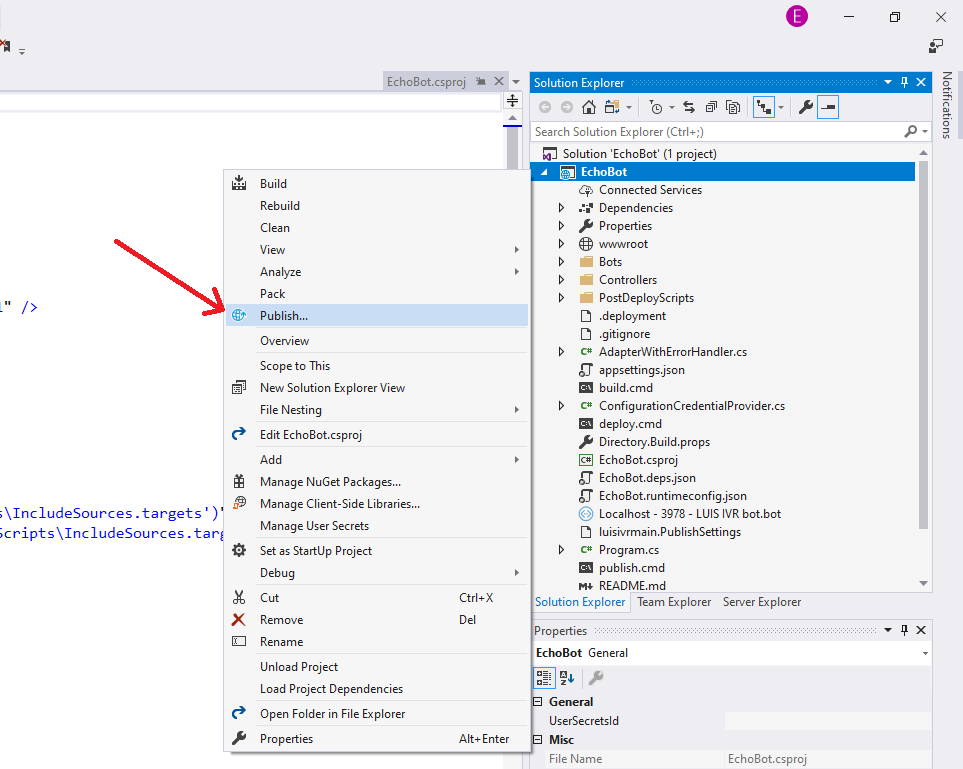 E
EchoBot.csproj
Solution Explorer
Notifications
Search Solution Explorer (Ctrl+;)
Solution 'EchoBot' (1 project)
EchoBot
Connected Services
Dependencies
Properties
wwwroot
Bots
Controllers
PostDeployScripts
.deployment
.gitignore
AdapterWithErrorHandler.cs
appsettings.json
build.cmd
ConfigurationCredentialProvider.cs
deploy.cmd
Directory.Build.props
EchoBot.csproj
EchoBot.deps.json
EchoBot.runtimeconfig.json
Localhost - 3978 - LUIS IVR bot.bot
luisivrmain.PublishSettings
Program.cs
publish.cmd
README.md
Solution Explorer Team Explorer Server Explorer
Properties
EchoBot General
General
UserSecretsId
Misc
File Name EchoBot.csproj
Build
Rebuild
Clean
View
Analyze
Pack
Publish...
Overview
Scope to This
New Solution Explorer View
File Nesting
Edit EchoBot.csproj
Add
Manage NuGet Packages...
Manage Client-Side Libraries...
Manage User Secrets
Set as StartUp Project
Debug
Cut Ctrl+X
Remove Del
Rename
Unload Project
Load Project Dependencies
Open Folder in File Explorer
Properties Alt+Enter
" />
s\IncludeSources.targets')"
Scripts\IncludeSources.targ